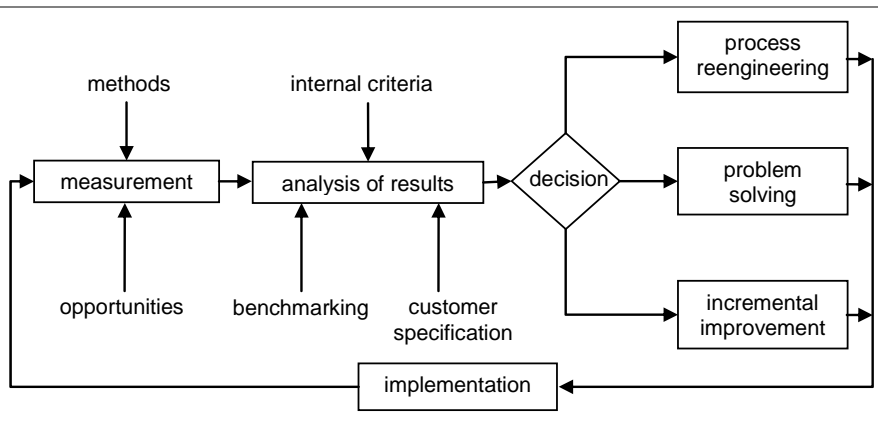 process
reengineering
methods
internal criteria
measurement
analysis of results
decision
problem
solving
opportunities
benchmarking
customer
specification
incremental
improvement
implementation